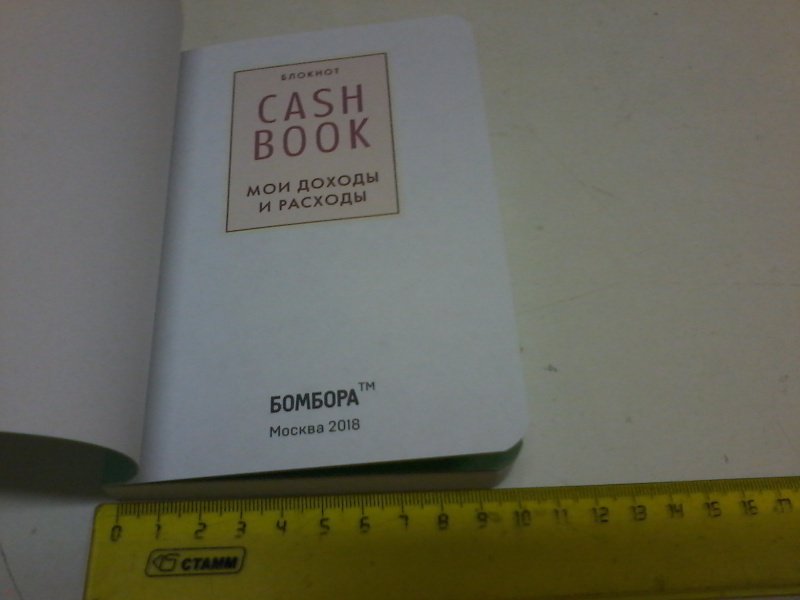 БЛОКНОТ
CASH
BOOK
МОИ ДОХОДЫ
И РАСХОДЫ
БОМБОРА™
Москва 2018
0 1 2 3 4 5 6 7 8 9 10 11 12 13 14 15 16 17
СТАММ